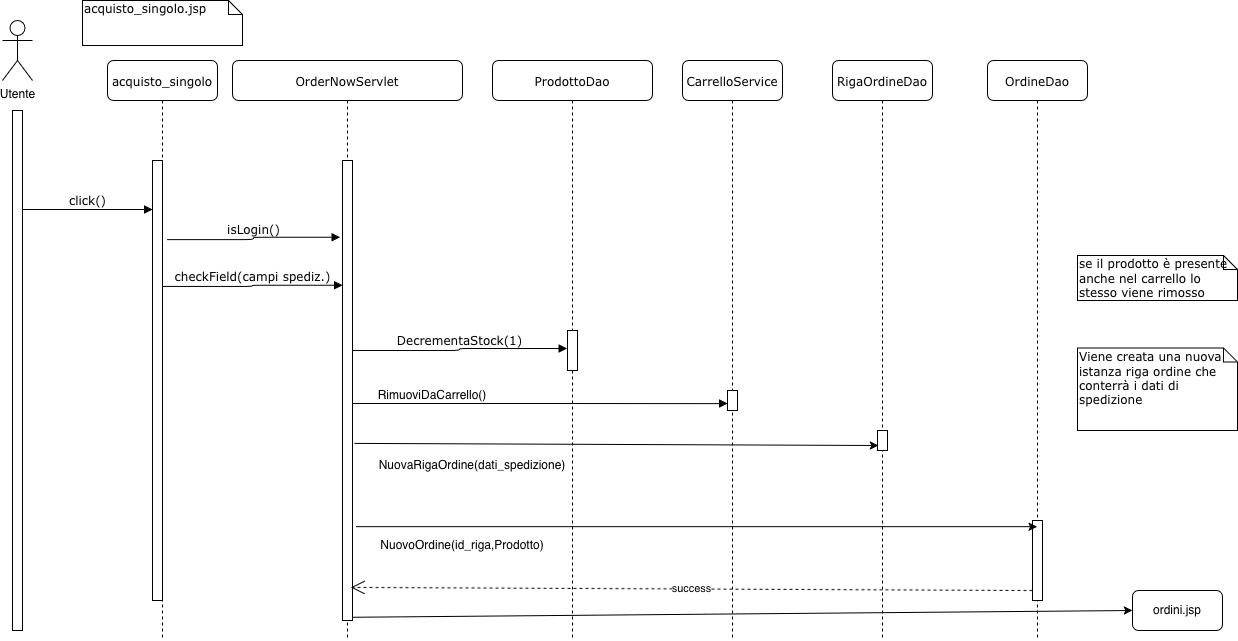 acquisto_singolo.jsp
Utente
acquisto_singolo
OrderNowServlet
ProdottoDao
CarrelloService
RigaOrdineDao
OrdineDao
click()
isLogin()
checkField(campi spediz.)
se il prodotto è presente
anche nel carrello lo
stesso viene rimosso
DecrementaStock(1)
Viene creata una nuova
istanza riga ordine che
conterrà i dati di
spedizione
RimuoviDaCarrello()
NuovaRigaOrdine(dati_spedizione)
NuovoOrdine(id_riga,Prodotto)
success
ordini.jsp